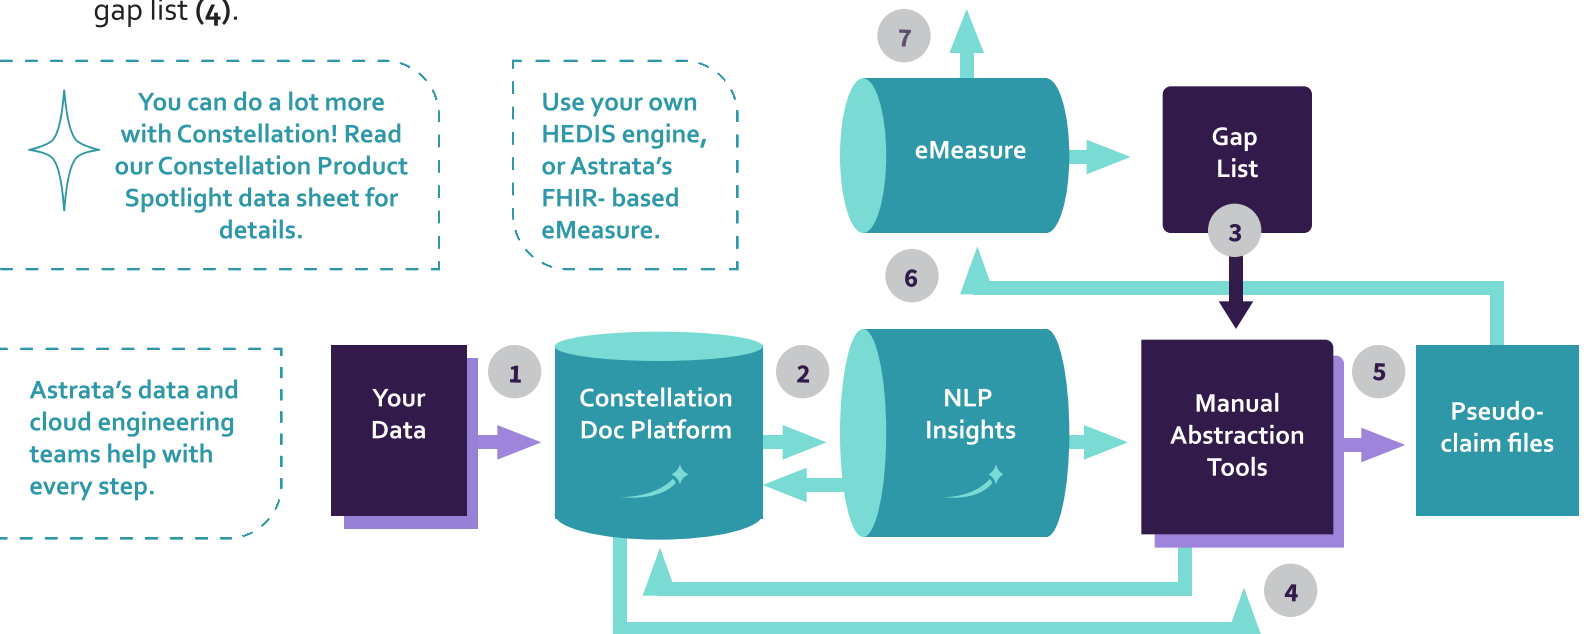 gap list (4).
You can do a lot more
with Constellation! Read
our Constellation Product
Spotlight data sheet for
details.
Use your own
HEDIS engine,
or Astrata's
FHIR- based
eMeasure.
7
eMeasure
Gap
List
3
6
Astrata's data and
cloud engineering
teams help with
every step.
Your
Data
1
Constellation
Doc Platform
2
NLP
Insights
Manual
Abstraction
Tools
5
Pseudo-
claim files
4